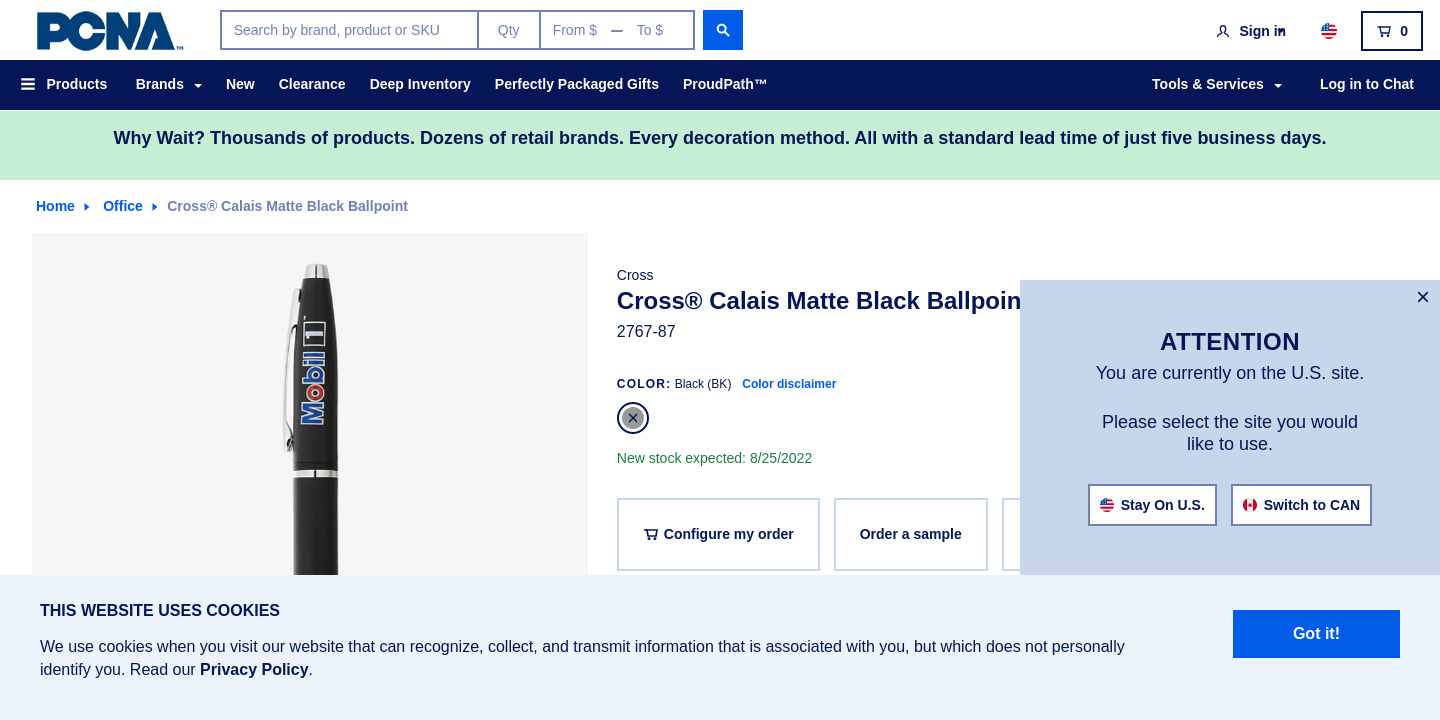 PCNA™
Search by brand, product or SKU
Qty
From $ — To $
Sign in
0
Products
Brands
New
Clearance
Deep Inventory
Perfectly Packaged Gifts
ProudPath™
Tools & Services
Log in to Chat
Why Wait? Thousands of products. Dozens of retail brands. Every decoration method. All with a standard lead time of just five business days.
Home
Office
Cross® Calais Matte Black Ballpoint
Mobil 1
Cross
Cross® Calais Matte Black Ballpoin
2767-87
COLOR: Black (BK) Color disclaimer
New stock expected: 8/25/2022
Configure my order
Order a sample
×
ATTENTION
You are currently on the U.S. site.
Please select the site you would
like to use.
Stay On U.S.
Switch to CAN
THIS WEBSITE USES COOKIES
We use cookies when you visit our website that can recognize, collect, and transmit information that is associated with you, but which does not personally
identify you. Read our Privacy Policy.
Got it!